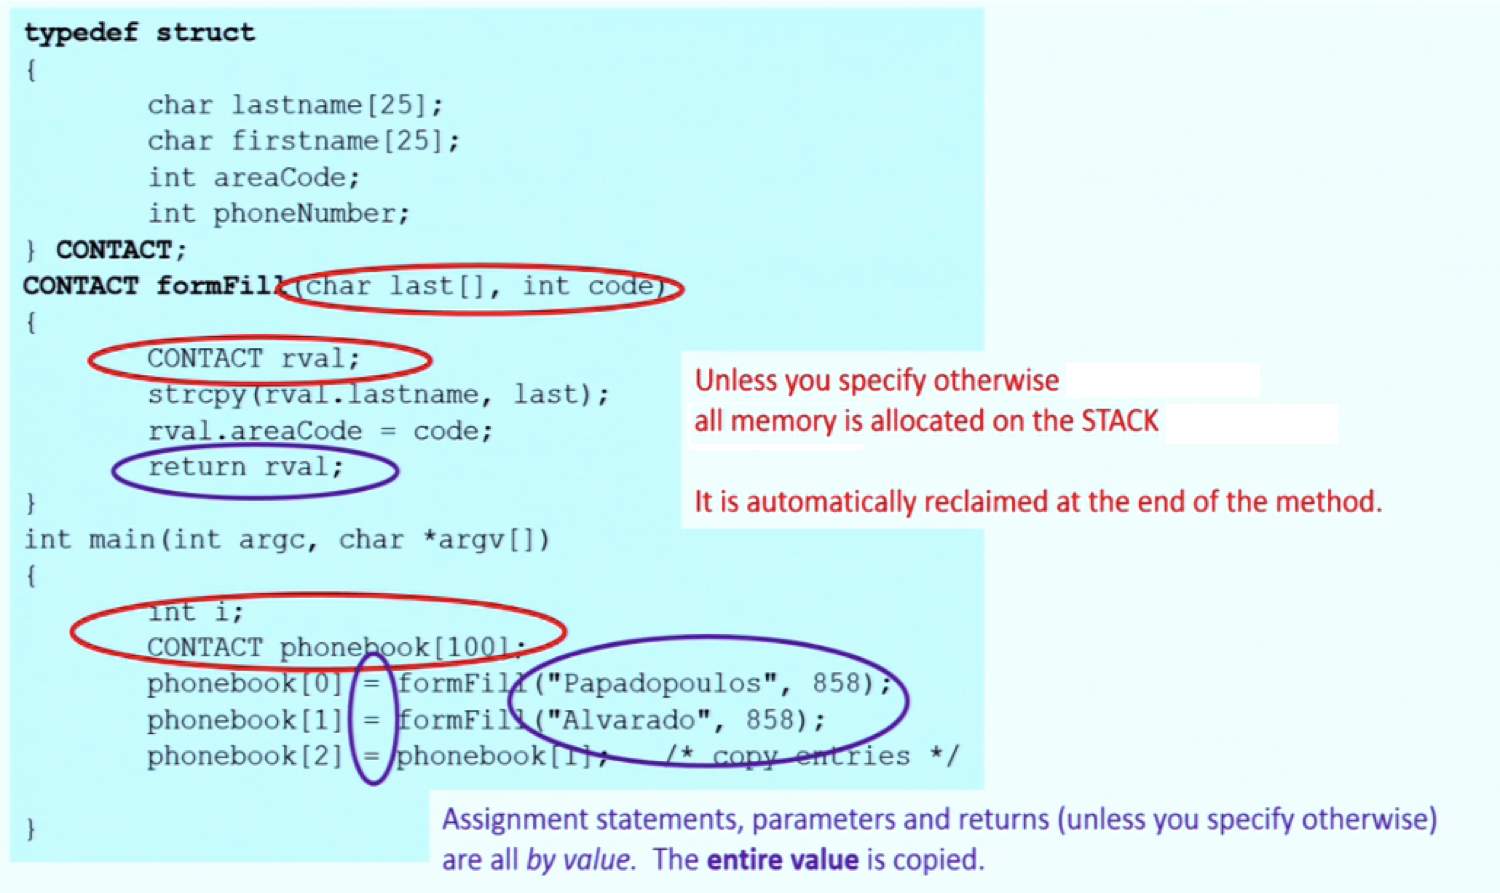 typedef struct
{
char lastname[25];
char firstname[25];
int areaCode;
int phoneNumber;
} CONTACT;
CONTACT formFill(char last[], int code)
{
CONTACT rval;
strcpy(rval.lastname, last);
rval.areaCode = code;
return rval;
}
int main(int argc, char *argv[])
{
int i;
CONTACT phonebook[100];
phonebook[0] = formFill("Papadopoulos", 858);
phonebook[1] = formFill("Alvarado", 858);
phonebook[2] = phonebook[1]; /* copy entries */
}
Unless you specify otherwise
all memory is allocated on the STACK
It is automatically reclaimed at the end of the method.
Assignment statements, parameters and returns (unless you specify otherwise)
are all by value. The entire value is copied.